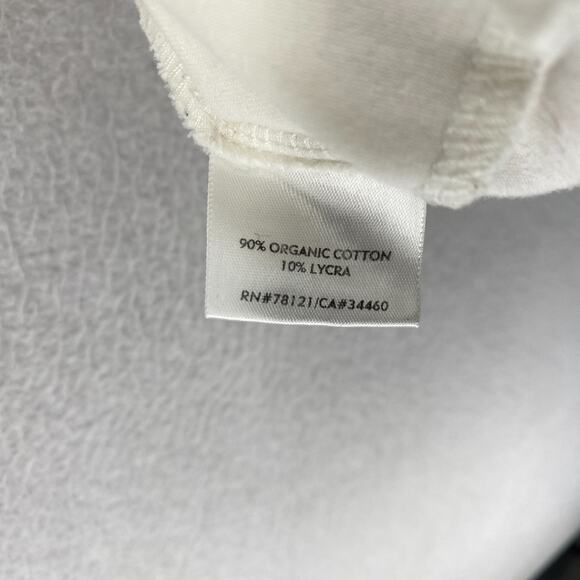 90% ORGANIC COTTON
10% LYCRA
RN#78121/CA#34460